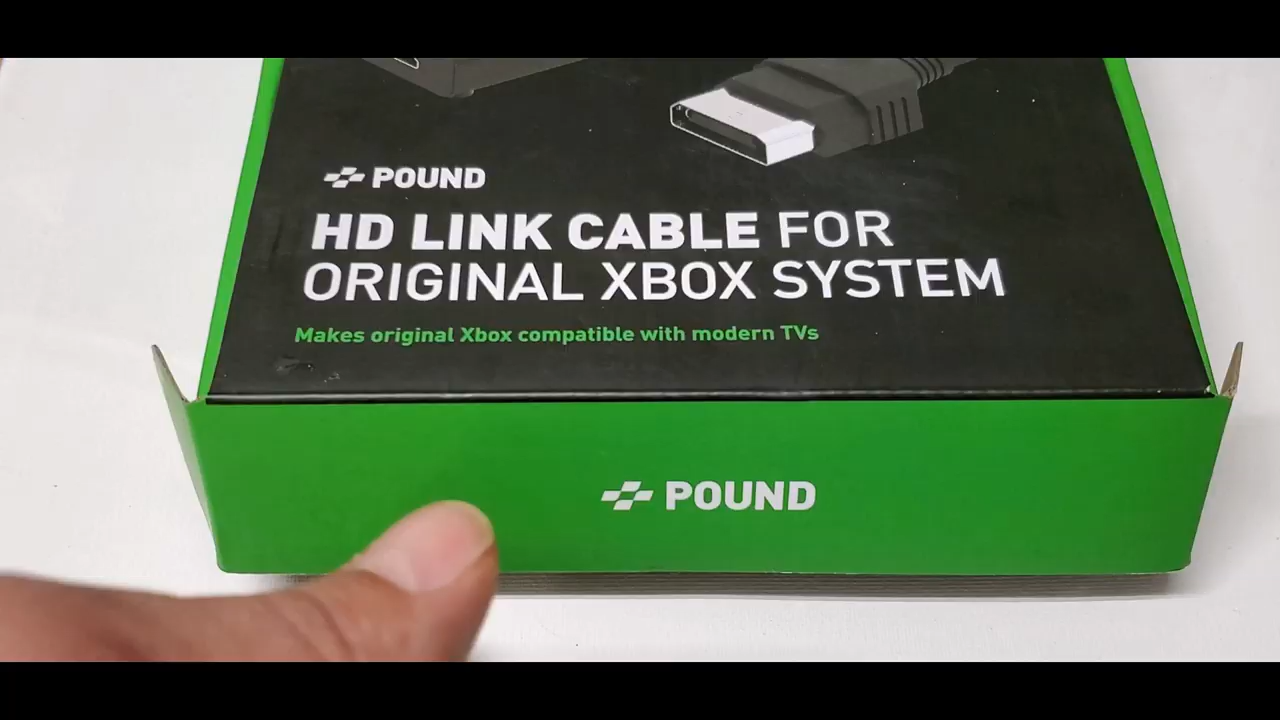 POUND
HD LINK CABLE FOR
ORIGINAL XBOX SYSTEM
Makes original Xbox compatible with modern TVs
POUND